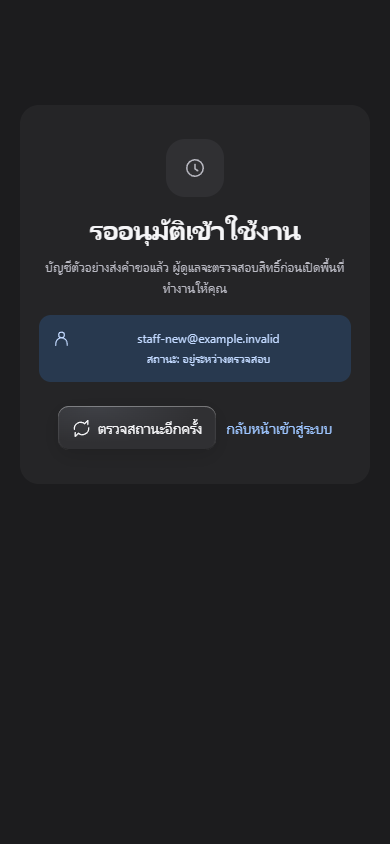 รออนุมัติเข้าใช้งาน
บัญชีตัวอย่างส่งคำขอแล้ว ผู้ดูแลจะตรวจสอบสิทธิ์ก่อนเปิดพื้นที่
ทำงานให้คุณ
staff-new@example.invalid
สถานะ: อยู่ระหว่างตรวจสอบ
ตรวจสถานะอีกครั้ง กลับหน้าเข้าสู่ระบบ